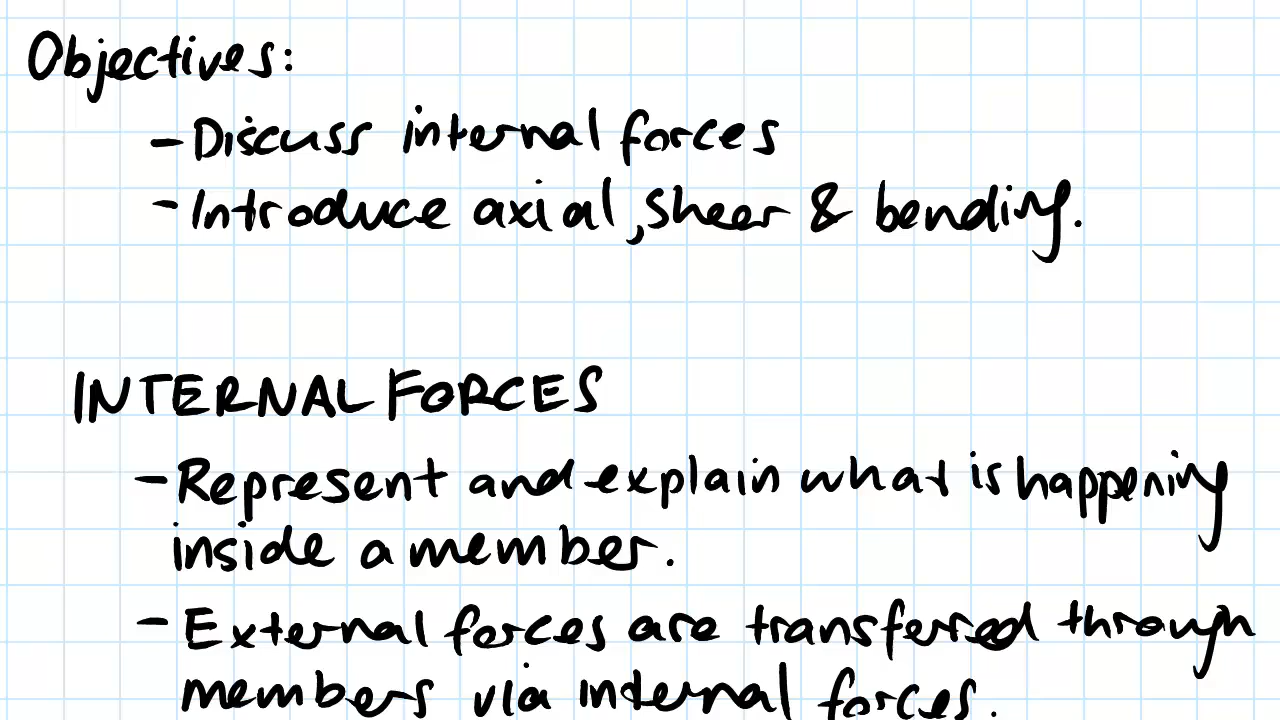 Objectives:
- Discuss internal forces
- Introduce axial, sheer & bending.
INTERNAL FORCES
- Represent and explain what is happening
inside a member.
- External forces are transferred through
members via internal forces.